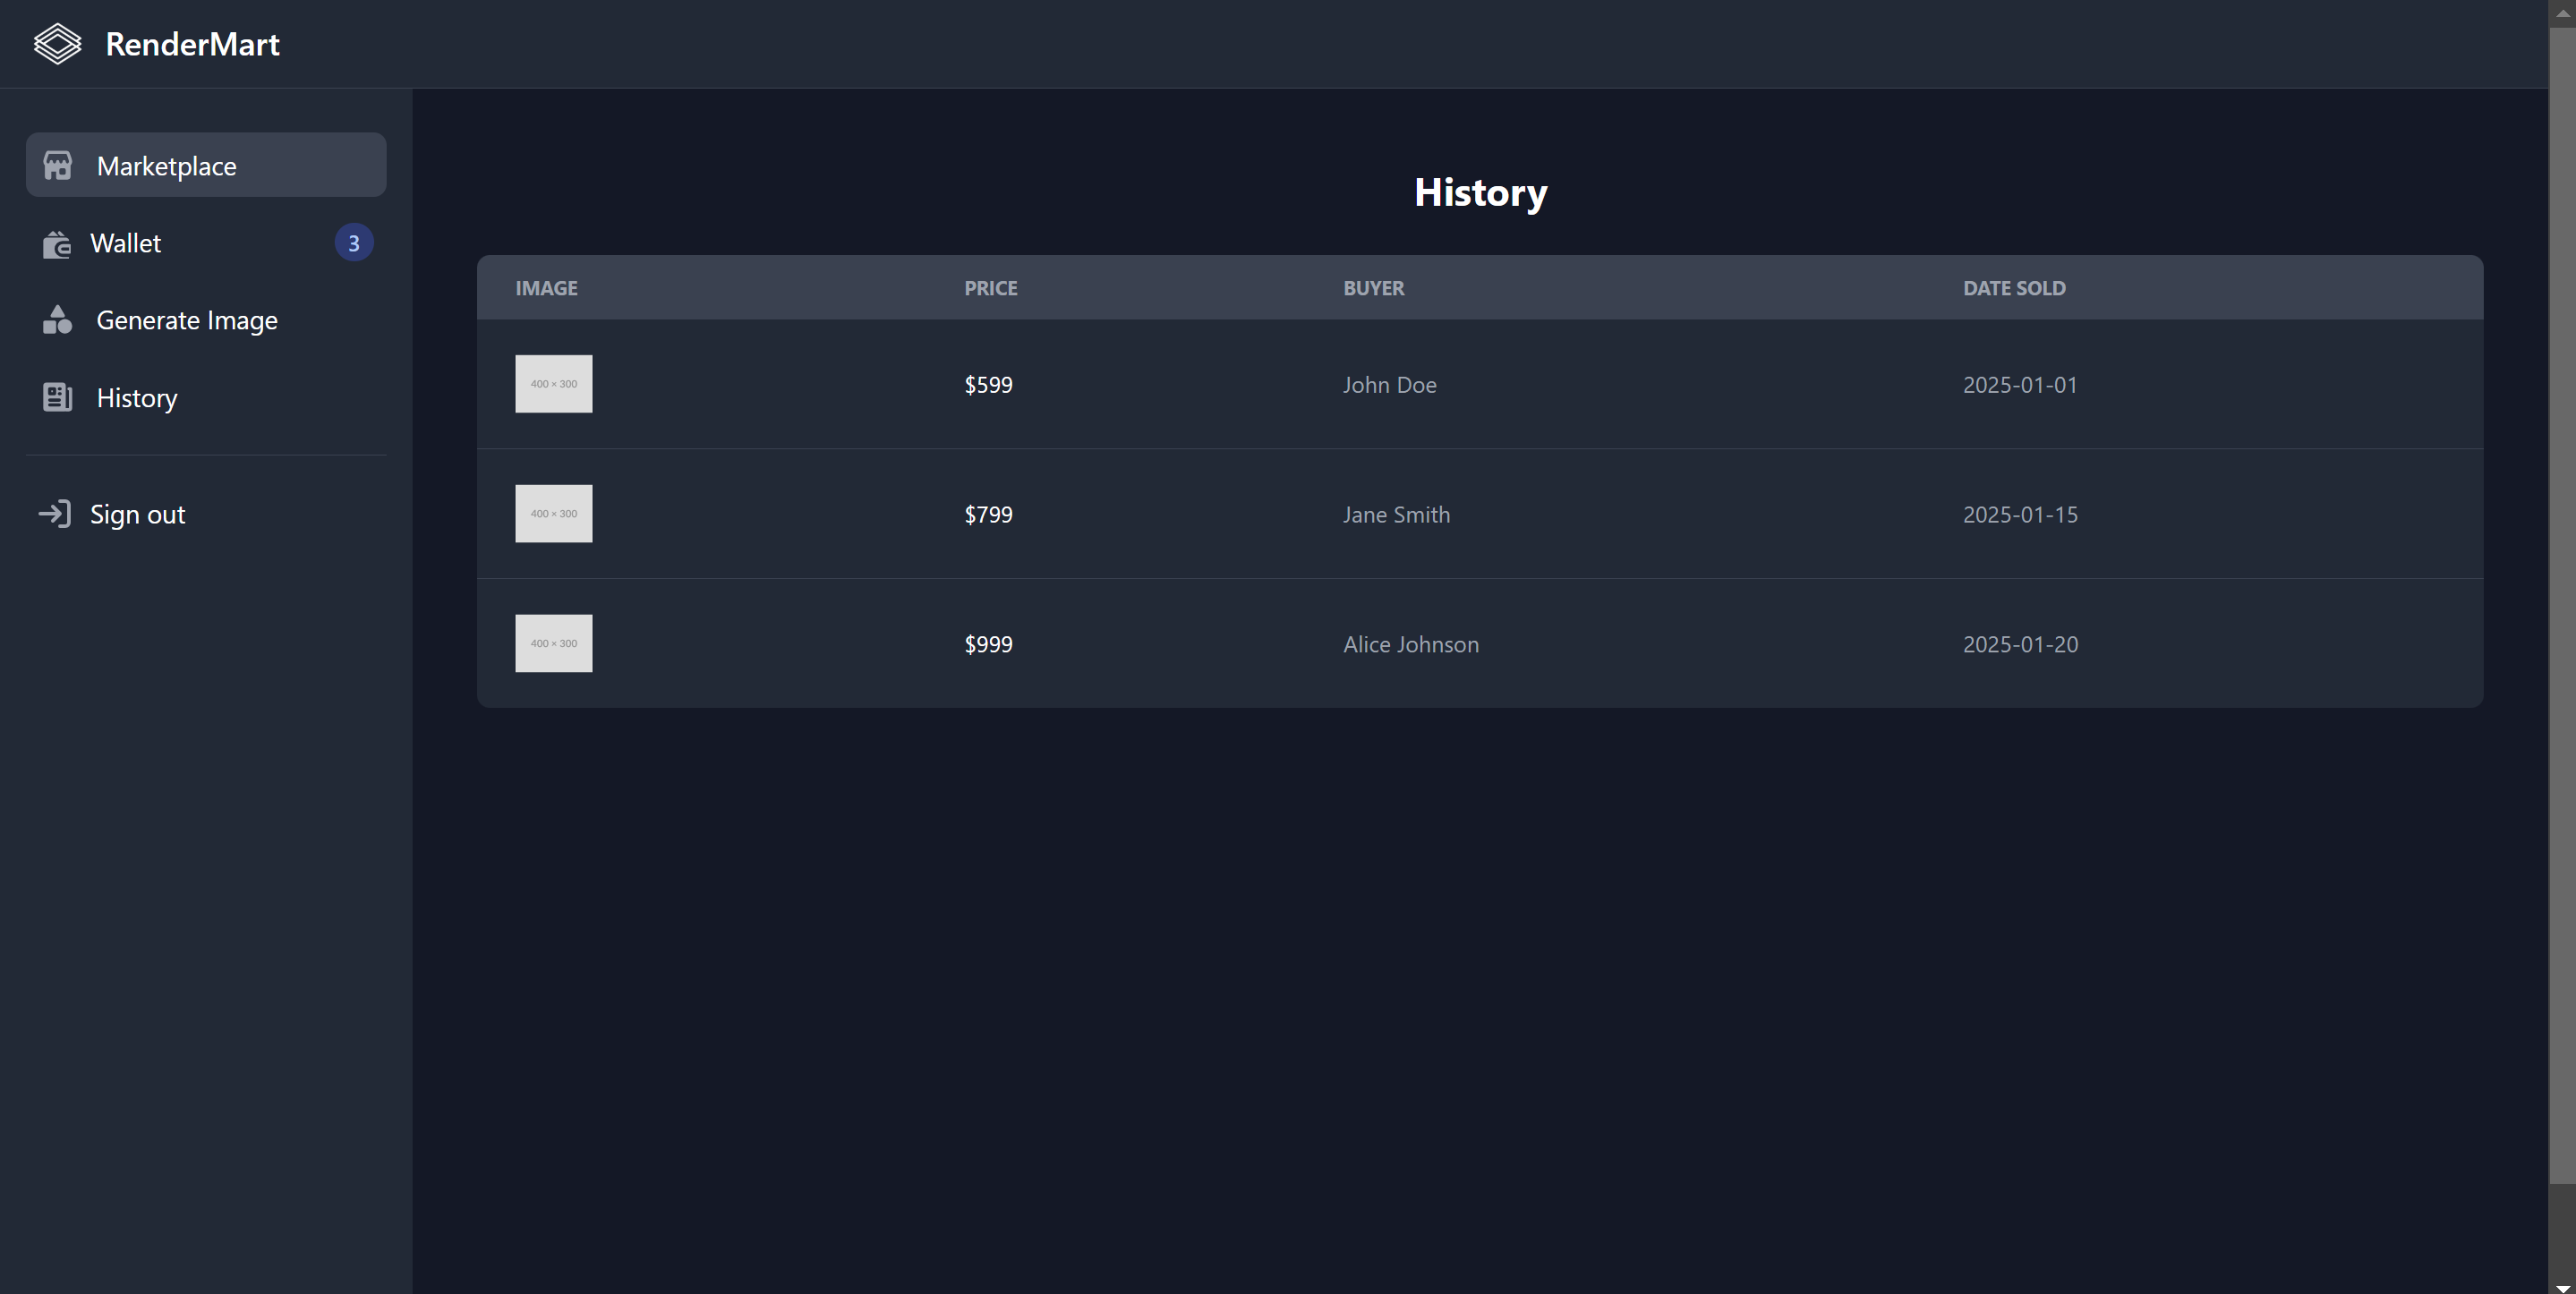 RenderMart
Marketplace
Wallet 3
Generate Image
History
Sign out
History
IMAGE PRICE BUYER DATE SOLD
400 × 300 $599 John Doe 2025-01-01
400 × 300 $799 Jane Smith 2025-01-15
400 × 300 $999 Alice Johnson 2025-01-20